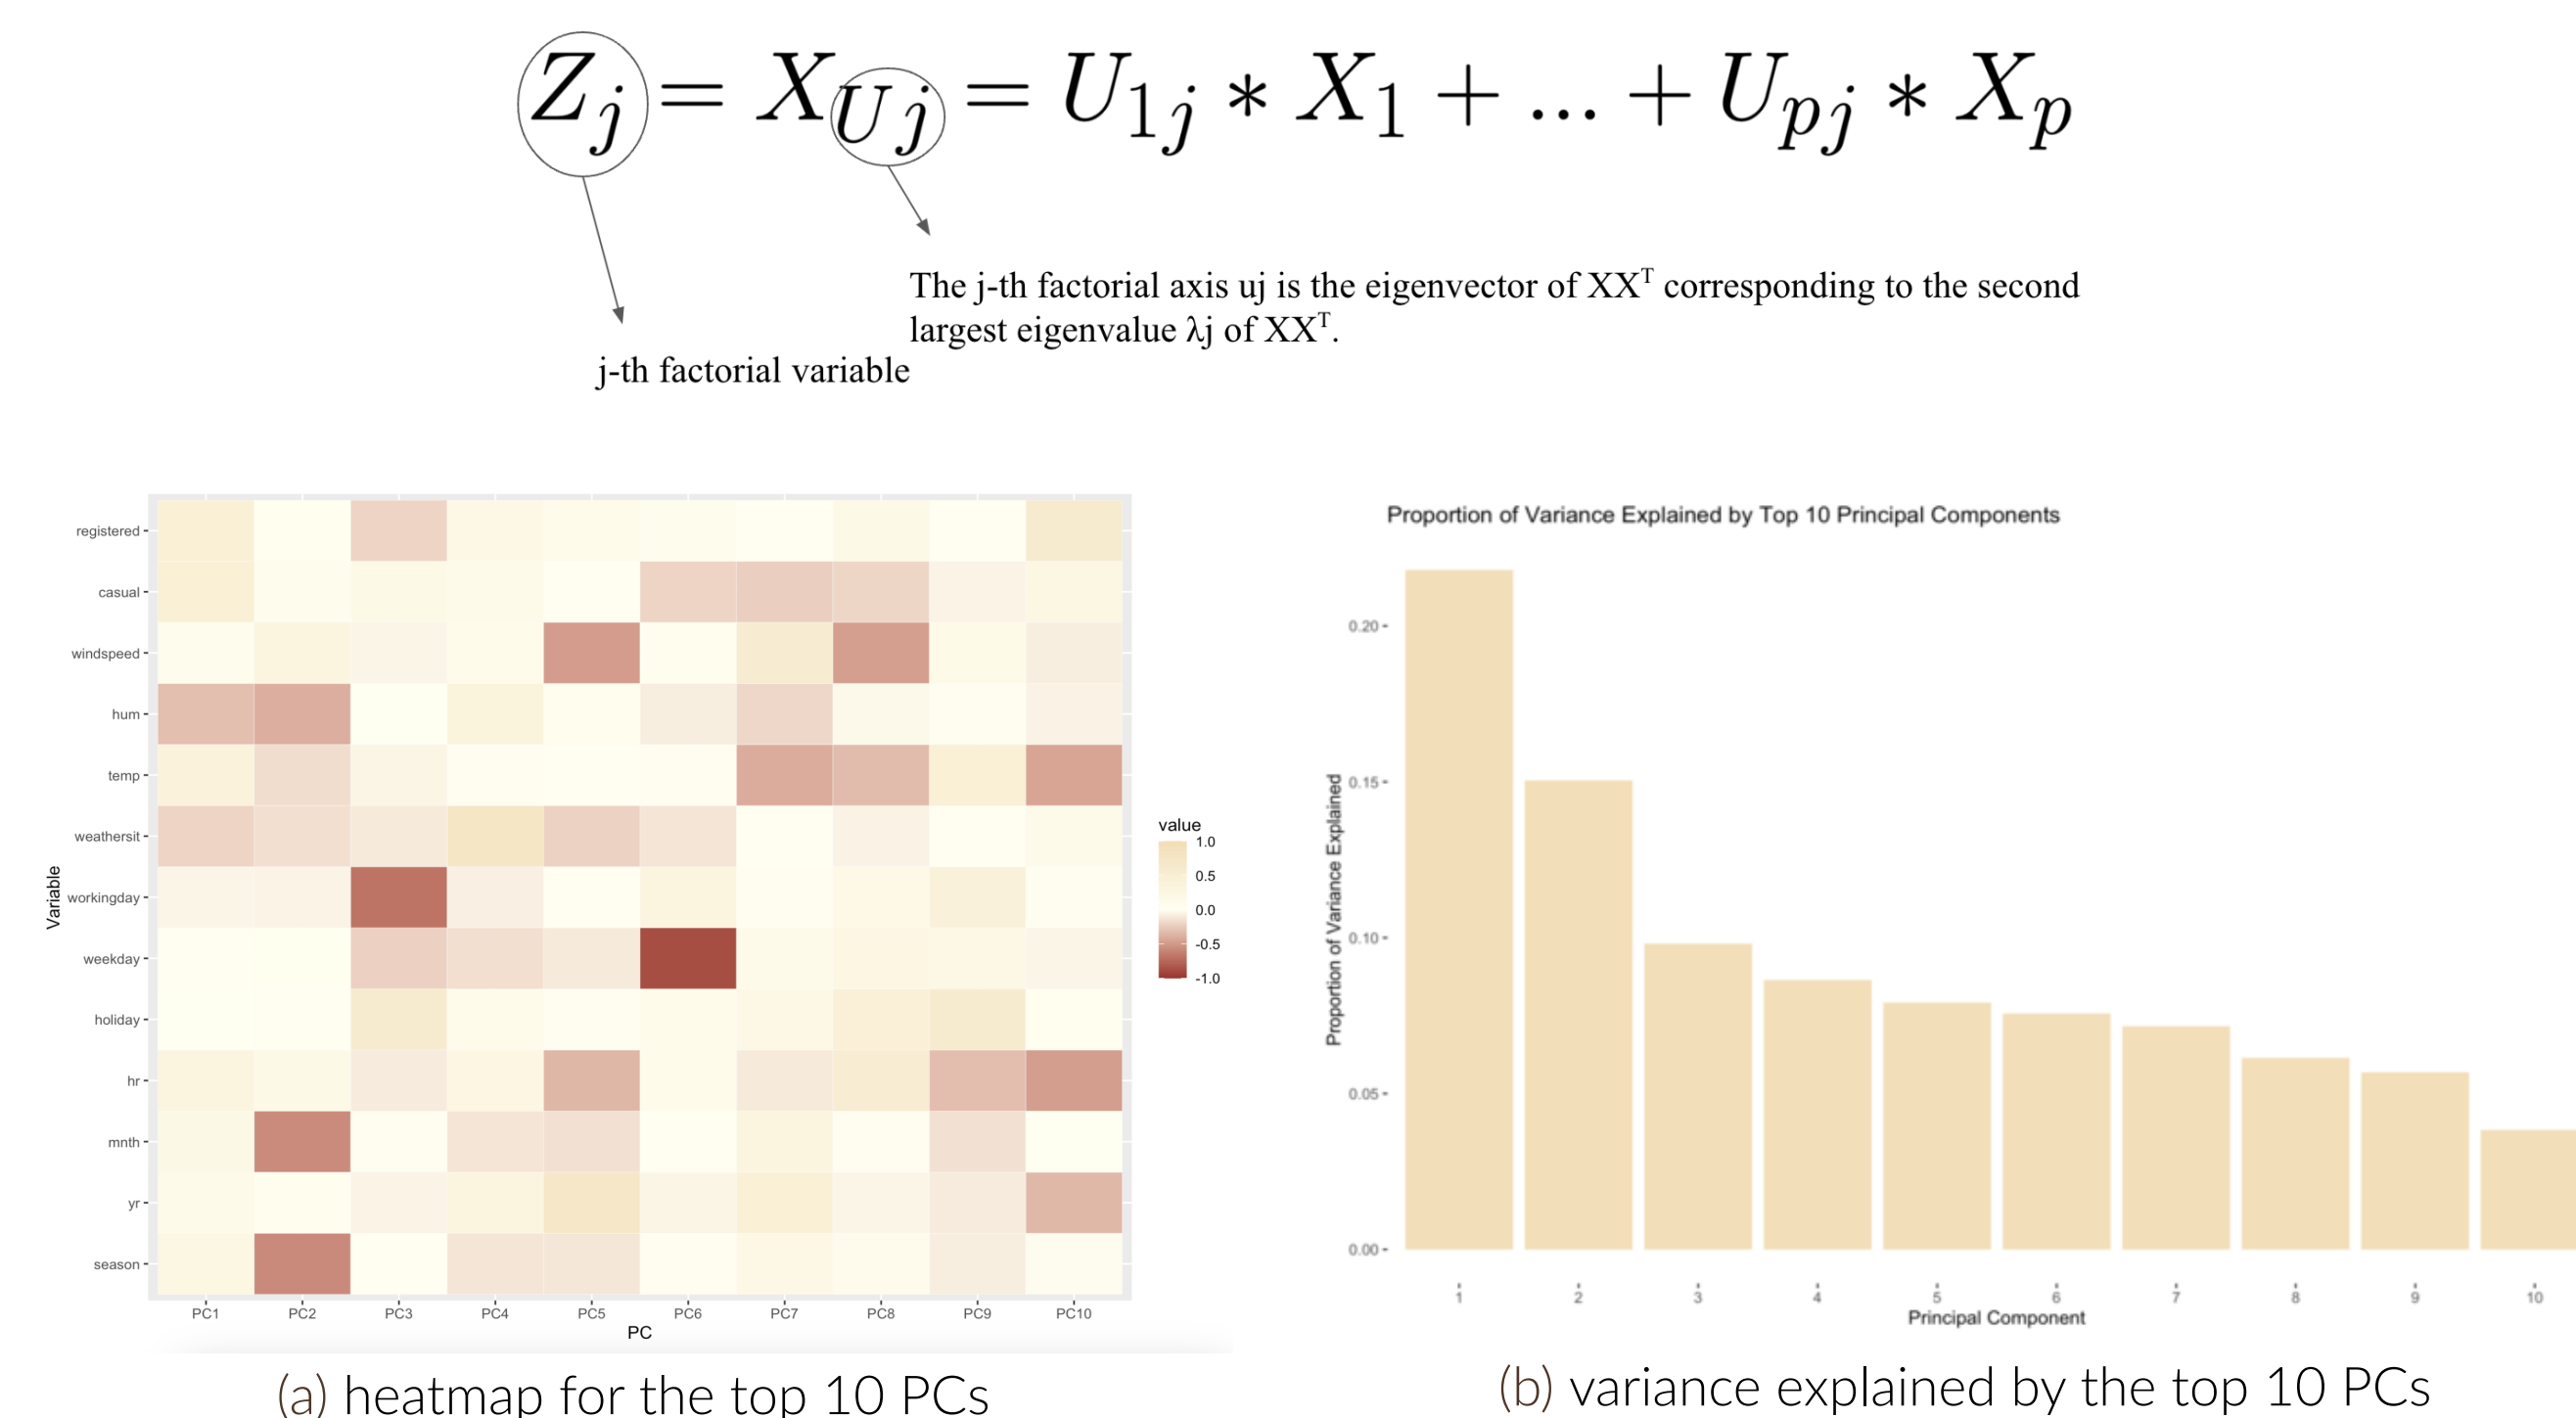 Zj = XUj = U1j * X1 + ... + Upj * Xp
The j-th factorial axis uj is the eigenvector of XXT corresponding to the second
largest eigenvalue λj of XXT.
j-th factorial variable
Variable
registered
casual
windspeed
hum
temp
weathersit
workingday
weekday
holiday
hr
mnth
yr
season
PC1 PC2 PC3 PC4 PC5 PC6 PC7 PC8 PC9 PC10
PC
value
1.0
0.5
0.0
-0.5
-1.0
(a) heatmap for the top 10 PCs
Proportion of Variance Explained by Top 10 Principal Components
Proportion of Variance Explained
0.20
0.15
0.10
0.05
0.00
1 2 3 4 5 6 7 8 9 10
Principal Component
(b) variance explained by the top 10 PCs